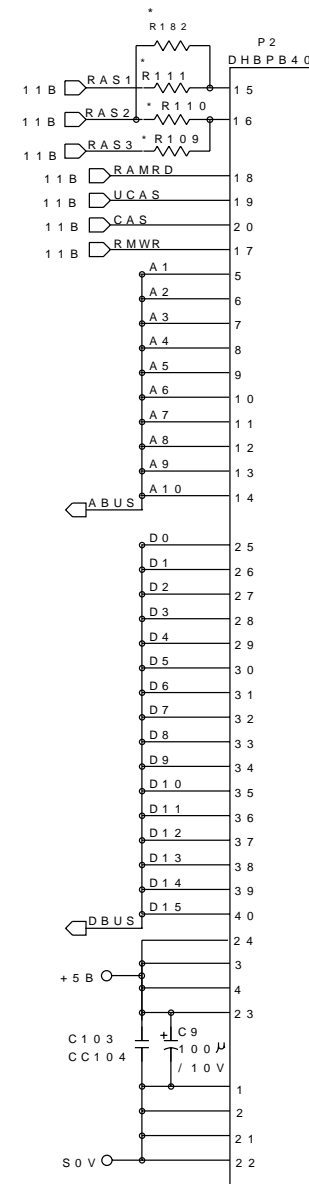 *
R182
P2
DHBPB40
*
11B RAS1 R111 15
11B RAS2 * R110 16
11B RAS3 * R109
11B RAMRD 18
11B UCAS 19
11B CAS 20
11B RMWR 17
A1 5
A2 6
A3 7
A4 8
A5 9
A6 10
A7 11
A8 12
A9 13
A10 14
ABUS
D0 25
D1 26
D2 27
D3 28
D4 29
D5 30
D6 31
D7 32
D8 33
D9 34
D10 35
D11 36
D12 37
D13 38
D14 39
D15 40
DBUS
24
3
+5B
4
23
C103 + C9
CC104 100μ
/10V
1
2
21
S0V 22